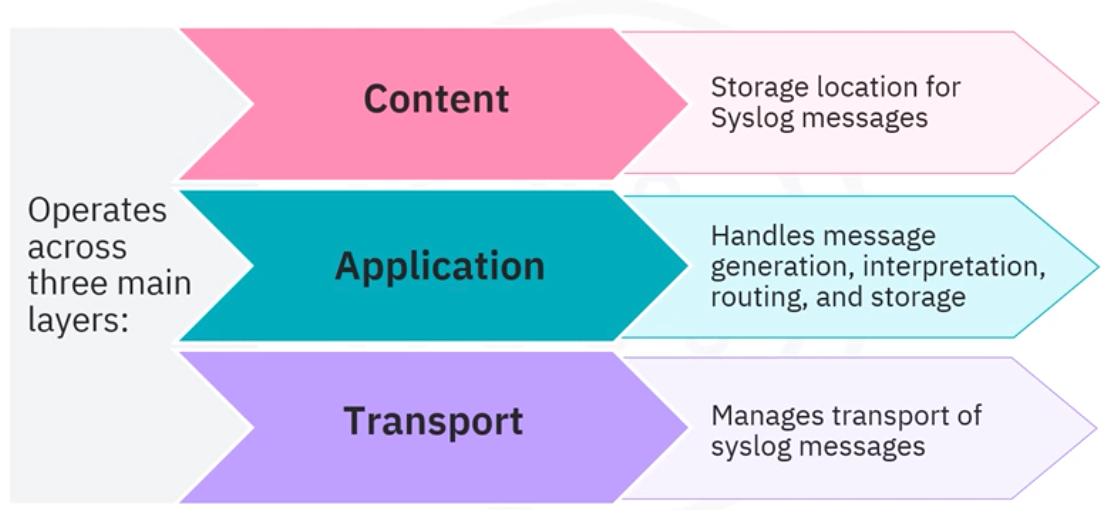 Operates
across
three main
layers:
Content
Storage location for
Syslog messages
Application
Handles message
generation, interpretation,
routing, and storage
Transport
Manages transport of
syslog messages